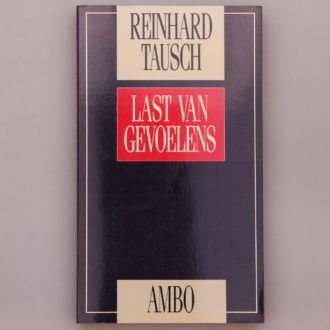 REINHARD
TAUSCH
LAST VAN
GEVOELENS
AMBO